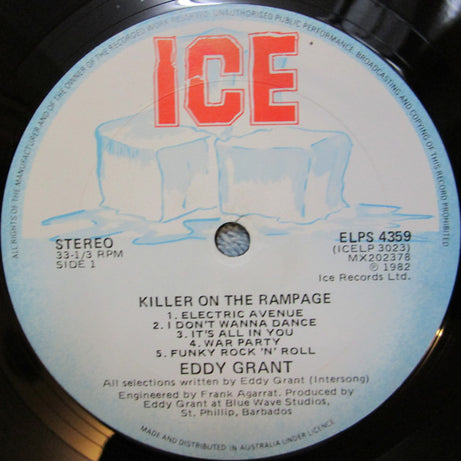 ALL RIGHTS OF THE MANUFACTURER AND OF THE OWNER OF THE RECORDED WORK RESERVED. UNAUTHORISED PUBLIC PERFORMANCE, BROADCASTING AND COPYING OF THIS RECORD PROHIBITED
ICE
STEREO
33-1/3 RPM
SIDE 1
ELPS 4359
(ICELP 3023)
MX202378
℗ 1982
Ice Records Ltd.
KILLER ON THE RAMPAGE
1. ELECTRIC AVENUE
2. I DON'T WANNA DANCE
3. IT'S ALL IN YOU
4. WAR PARTY
5. FUNKY ROCK 'N' ROLL
EDDY GRANT
All selections written by Eddy Grant (Intersong)
Engineered by Frank Agarrat. Produced by
Eddy Grant at Blue Wave Studios,
St. Phillip, Barbados
MADE AND DISTRIBUTED IN AUSTRALIA UNDER LICENCE.